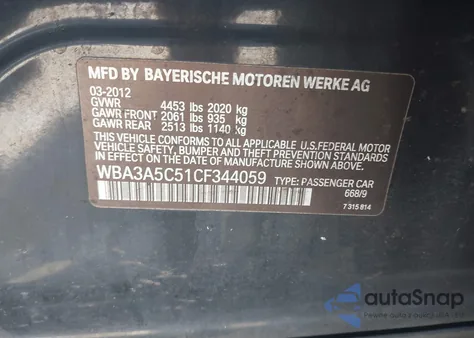 MFD BY BAYERISCHE MOTOREN WERKE AG
03-2012
GVWR 4453 lbs 2020 kg
GAWR FRONT 2061 lbs 935 kg
GAWR REAR 2513 lbs 1140 kg
THIS VEHICLE CONFORMS TO ALL APPLICABLE U.S. FEDERAL MOTOR
VEHICLE SAFETY, BUMPER, AND THEFT PREVENTION STANDARDS IN
EFFECT ON THE DATE OF MANUFACTURE SHOWN ABOVE.
WBA3A5C51CF344059 TYPE: PASSENGER CAR
668/9
7 315 814
autoSnap